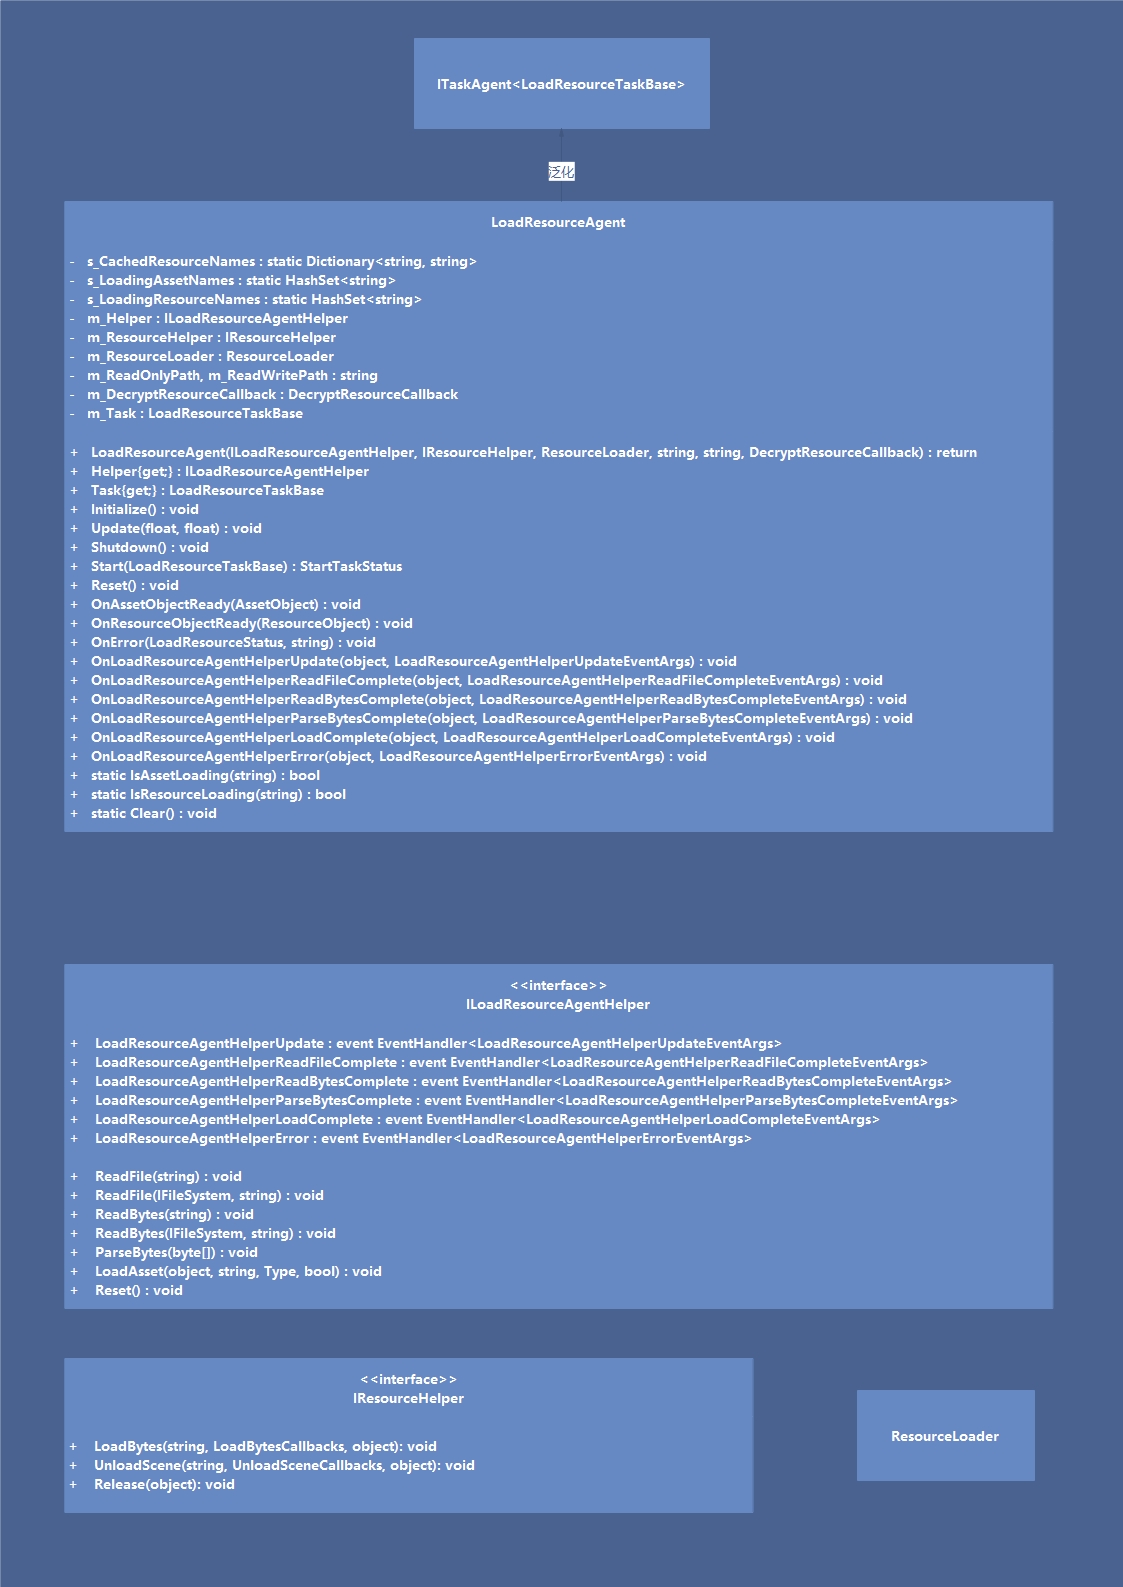 ITaskAgent<LoadResourceTaskBase>
泛化
LoadResourceAgent
- s_CachedResourceNames : static Dictionary<string, string>
- s_LoadingAssetNames : static HashSet<string>
- s_LoadingResourceNames : static HashSet<string>
- m_Helper : ILoadResourceAgentHelper
- m_ResourceHelper : IResourceHelper
- m_ResourceLoader : ResourceLoader
- m_ReadOnlyPath, m_ReadWritePath : string
- m_DecryptResourceCallback : DecryptResourceCallback
- m_Task : LoadResourceTaskBase
+ LoadResourceAgent(ILoadResourceAgentHelper, IResourceHelper, ResourceLoader, string, string, DecryptResourceCallback) : return
+ Helper{get;} : ILoadResourceAgentHelper
+ Task{get;} : LoadResourceTaskBase
+ Initialize() : void
+ Update(float, float) : void
+ Shutdown() : void
+ Start(LoadResourceTaskBase) : StartTaskStatus
+ Reset() : void
+ OnAssetObjectReady(AssetObject) : void
+ OnResourceObjectReady(ResourceObject) : void
+ OnError(LoadResourceStatus, string) : void
+ OnLoadResourceAgentHelperUpdate(object, LoadResourceAgentHelperUpdateEventArgs) : void
+ OnLoadResourceAgentHelperReadFileComplete(object, LoadResourceAgentHelperReadFileCompleteEventArgs) : void
+ OnLoadResourceAgentHelperReadBytesComplete(object, LoadResourceAgentHelperReadBytesCompleteEventArgs) : void
+ OnLoadResourceAgentHelperParseBytesComplete(object, LoadResourceAgentHelperParseBytesCompleteEventArgs) : void
+ OnLoadResourceAgentHelperLoadComplete(object, LoadResourceAgentHelperLoadCompleteEventArgs) : void
+ OnLoadResourceAgentHelperError(object, LoadResourceAgentHelperErrorEventArgs) : void
+ static IsAssetLoading(string) : bool
+ static IsResourceLoading(string) : bool
+ static Clear() : void
<<interface>>
ILoadResourceAgentHelper
+ LoadResourceAgentHelperUpdate : event EventHandler<LoadResourceAgentHelperUpdateEventArgs>
+ LoadResourceAgentHelperReadFileComplete : event EventHandler<LoadResourceAgentHelperReadFileCompleteEventArgs>
+ LoadResourceAgentHelperReadBytesComplete : event EventHandler<LoadResourceAgentHelperReadBytesCompleteEventArgs>
+ LoadResourceAgentHelperParseBytesComplete : event EventHandler<LoadResourceAgentHelperParseBytesCompleteEventArgs>
+ LoadResourceAgentHelperLoadComplete : event EventHandler<LoadResourceAgentHelperLoadCompleteEventArgs>
+ LoadResourceAgentHelperError : event EventHandler<LoadResourceAgentHelperErrorEventArgs>
+ ReadFile(string) : void
+ ReadFile(IFileSystem, string) : void
+ ReadBytes(string) : void
+ ReadBytes(IFileSystem, string) : void
+ ParseBytes(byte[]) : void
+ LoadAsset(object, string, Type, bool) : void
+ Reset() : void
<<interface>>
IResourceHelper
+ LoadBytes(string, LoadBytesCallbacks, object): void
+ UnloadScene(string, UnloadSceneCallbacks, object): void
+ Release(object): void
ResourceLoader